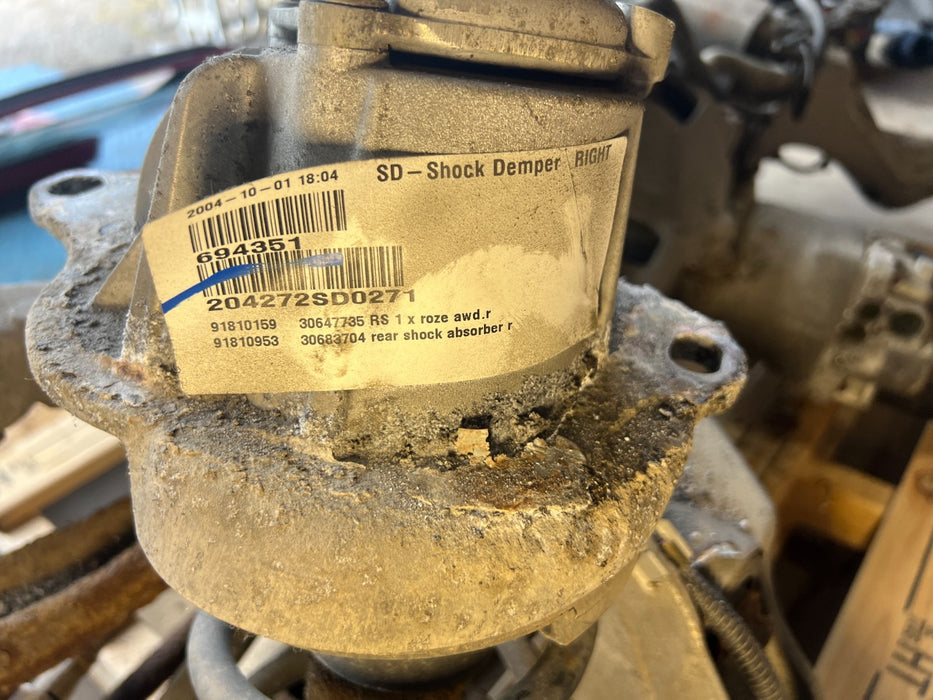 SD – Shock Demper RIGHT
2004-10-01 18:04
694351
204272SD0271
91810159 30647735 RS 1 x roze awd.r
91810953 30683704 rear shock absorber r
HT